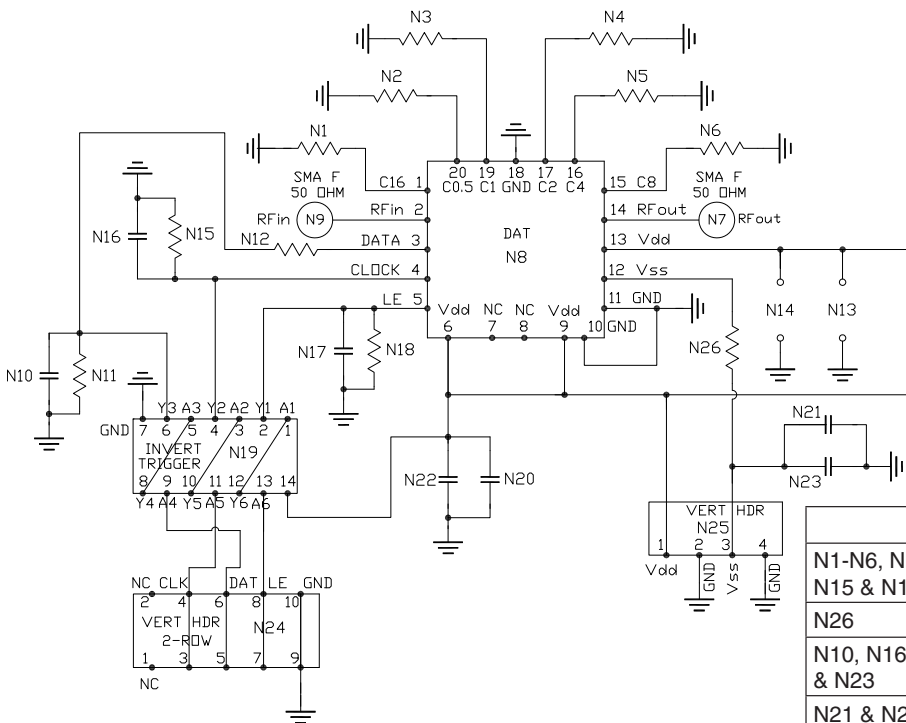 N3
N4
N2
N5
N1
N6
20 19 18 17 16
C0.5 C1 GND C2 C4
C16 1
15 C8
SMA F
50 OHM
SMA F
50 OHM
RFin N9 RFin 2
14 RFout N7 RFout
N16 N15 N12
DATA 3
DAT
N8
13 Vdd
CLOCK 4
12 Vss
LE 5
11 GND
Vdd NC NC Vdd
6 7 8 9 10 GND
N14 N13
N17 N18
N26
N10 N11
Y3 A3 Y2 A2 Y1 A1
GND 7 6 5 4 3 2 1
INVERT
TRIGGER
N19
8 9 10 11 12 13 14
Y4 A4 Y5 A5 Y6 A6
N22 N20
N21
N23
VERT HDR
N25
1 2 3 4
Vdd GND Vss GND
NC CLK DAT LE GND
2 4 6 8 10
VERT HDR
2-ROW
N24
1 3 5 7 9
NC
N1-N6, N
N15 & N1
N26
N10, N16
& N23
N21 & N2